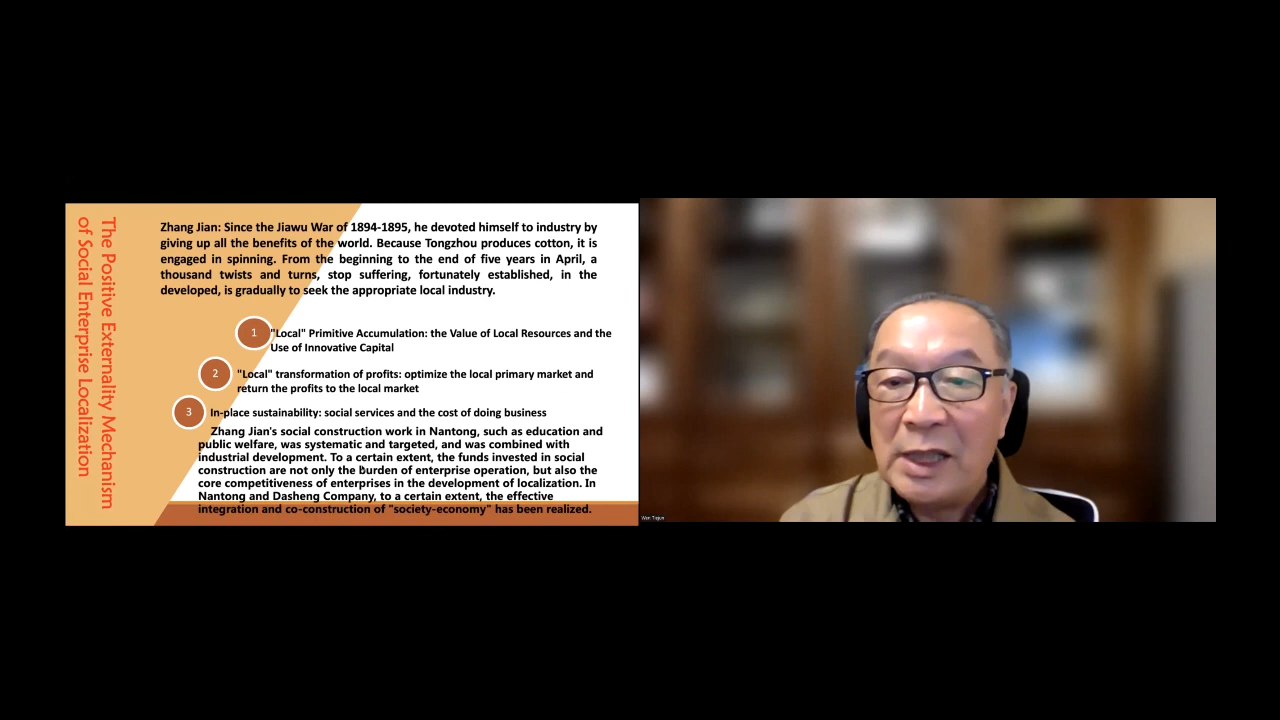 The Positive Externality Mechanism
of Social Enterprise Localization
Zhang Jian: Since the Jiawu War of 1894-1895, he devoted himself to industry by
giving up all the benefits of the world. Because Tongzhou produces cotton, it is
engaged in spinning. From the beginning to the end of five years in April, a
thousand twists and turns, stop suffering, fortunately established, in the
developed, is gradually to seek the appropriate local industry.
1
"Local" Primitive Accumulation: the Value of Local Resources and the
Use of Innovative Capital
2
"Local" transformation of profits: optimize the local primary market and
return the profits to the local market
3
In-place sustainability: social services and the cost of doing business
Zhang Jian's social construction work in Nantong, such as education and
public welfare, was systematic and targeted, and was combined with
industrial development. To a certain extent, the funds invested in social
construction are not only the burden of enterprise operation, but also the
core competitiveness of enterprises in the development of localization. In
Nantong and Dasheng Company, to a certain extent, the effective
integration and co-construction of "society-economy" has been realized.
Wen Tiejun